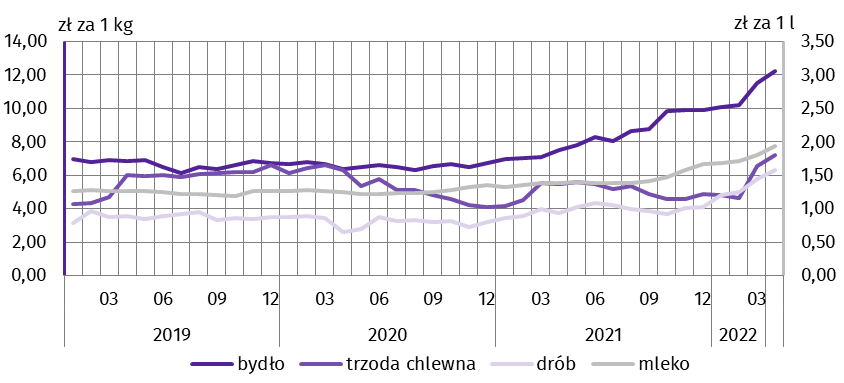 zł za 1 kg zł za 1 l
14,00 3,50
12,00 3,00
10,00 2,50
8,00 2,00
6,00 1,50
4,00 1,00
2,00 0,50
0,00 0,00
03 06 09 12 03 06 09 12 03 06 09 12 03
2019 2020 2021 2022
bydło trzoda chlewna drób mleko